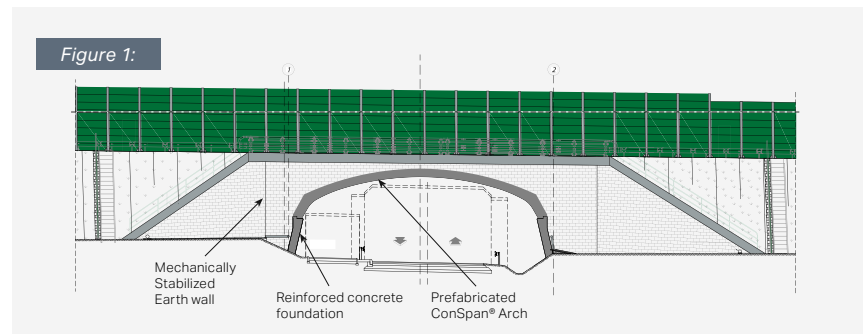 Figure 1:
1
2
Mechanically
Stabilized
Earth wall
Reinforced concrete
foundation
Prefabricated
ConSpan® Arch